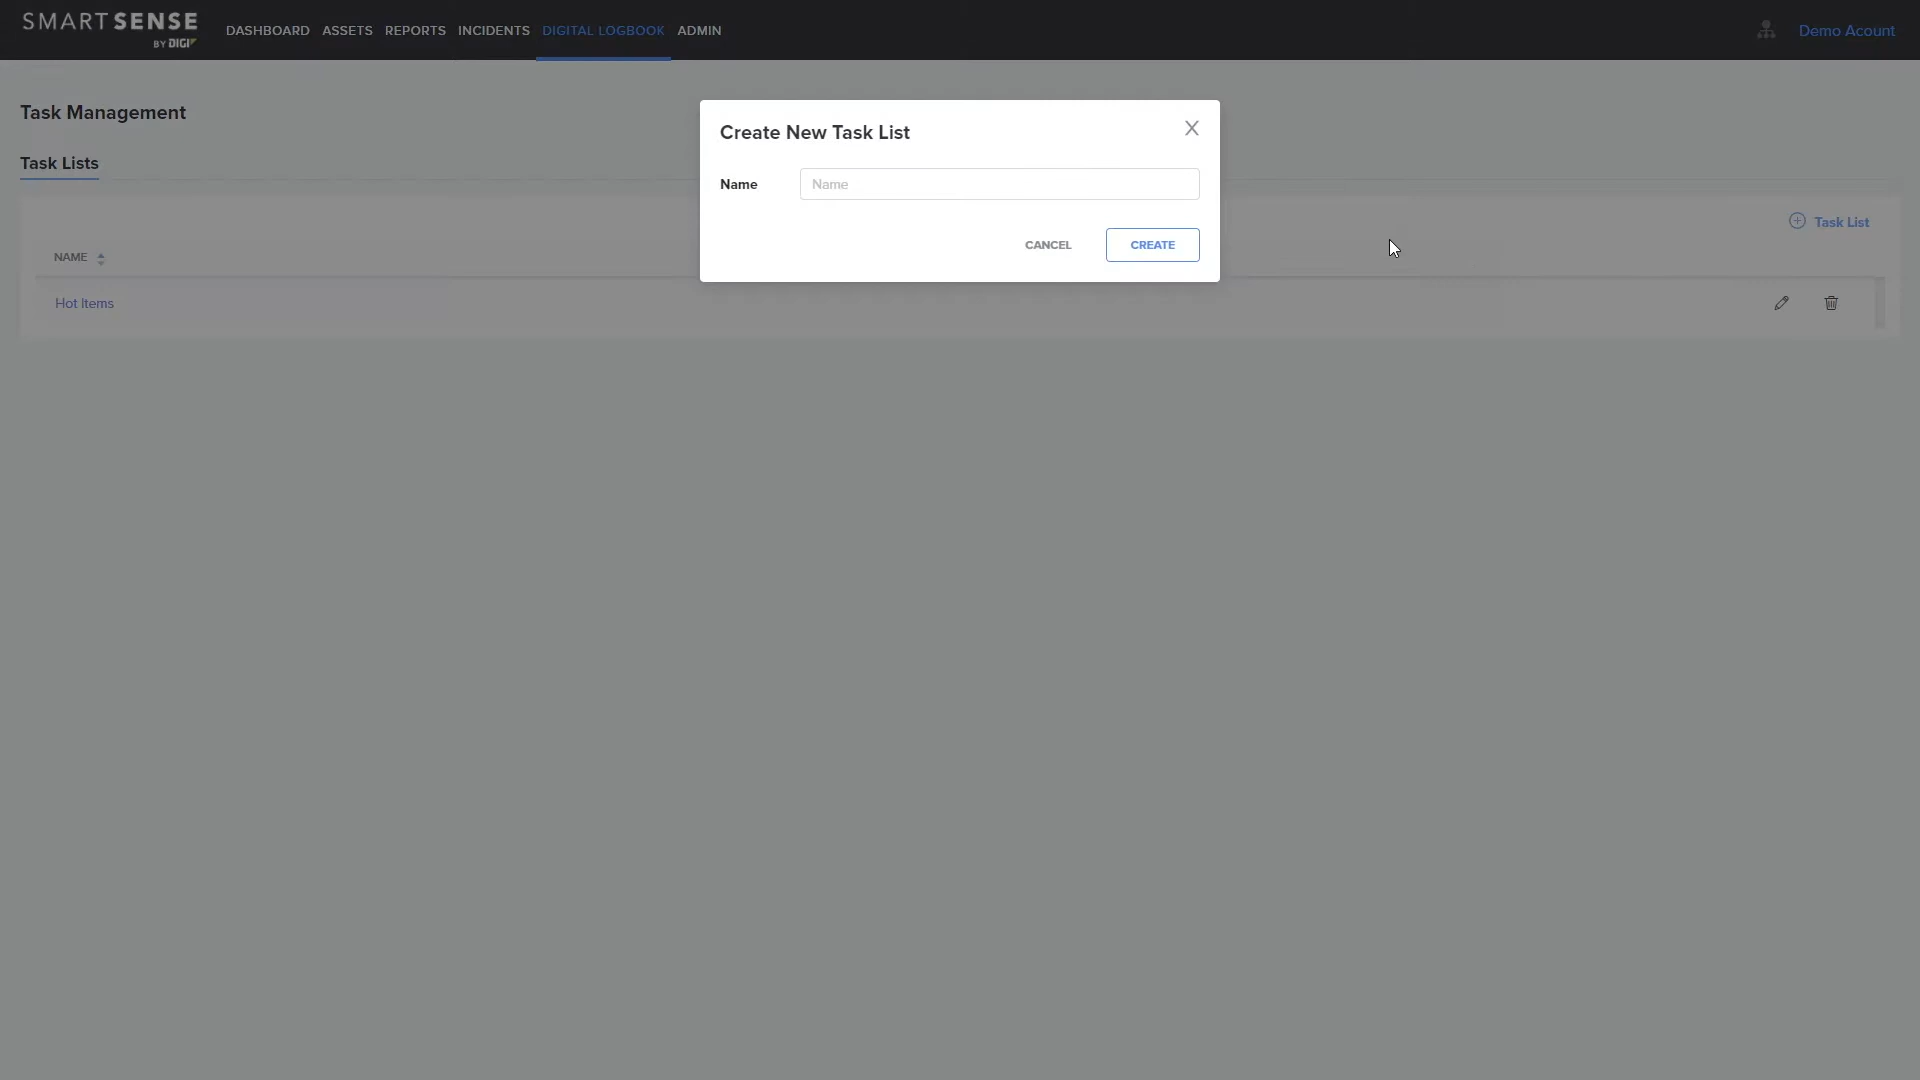 SMARTSENSE
BY DIGI
DASHBOARD ASSETS REPORTS INCIDENTS DIGITAL LOGBOOK ADMIN
Demo Acount
Task Management
Task Lists
Create New Task List
X
Name
Name
CANCEL
CREATE
Task List
NAME
Hot Items